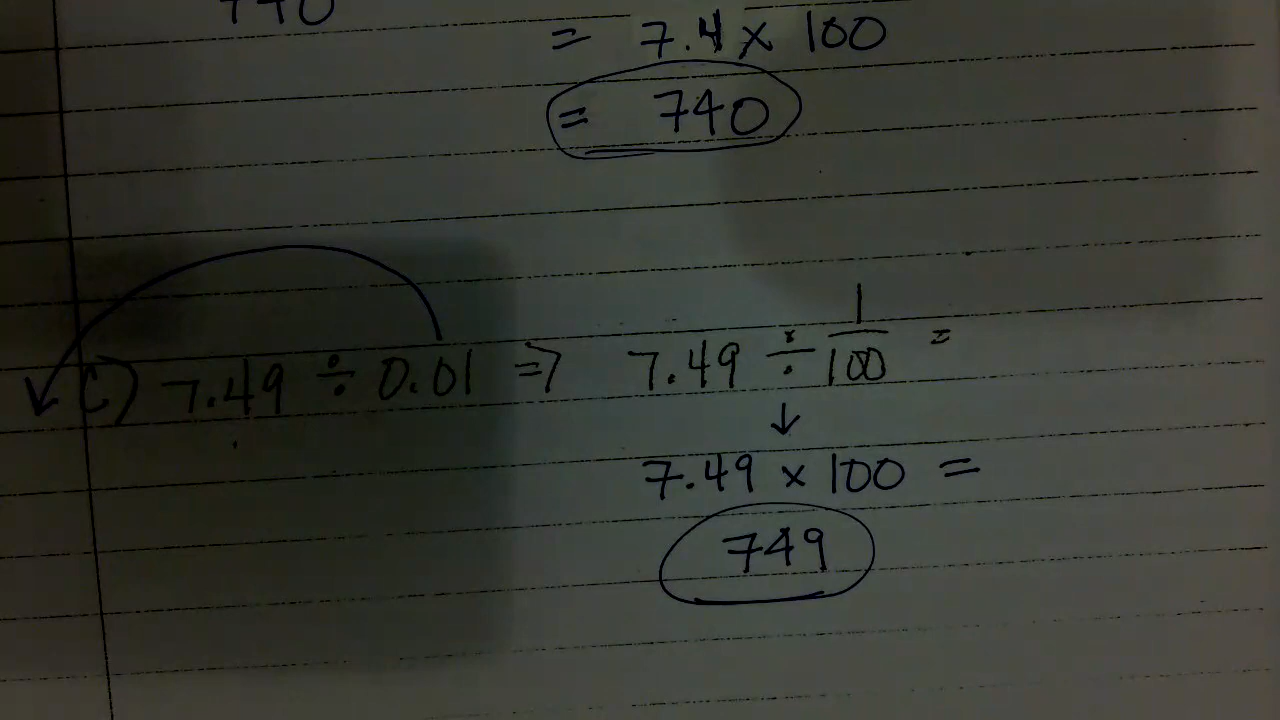 = 7.4 × 100
= 740
C) 7.49 ÷ 0.01 ⇒ 7.49 ÷ 1/100 =
↓
7.49 × 100 =
749